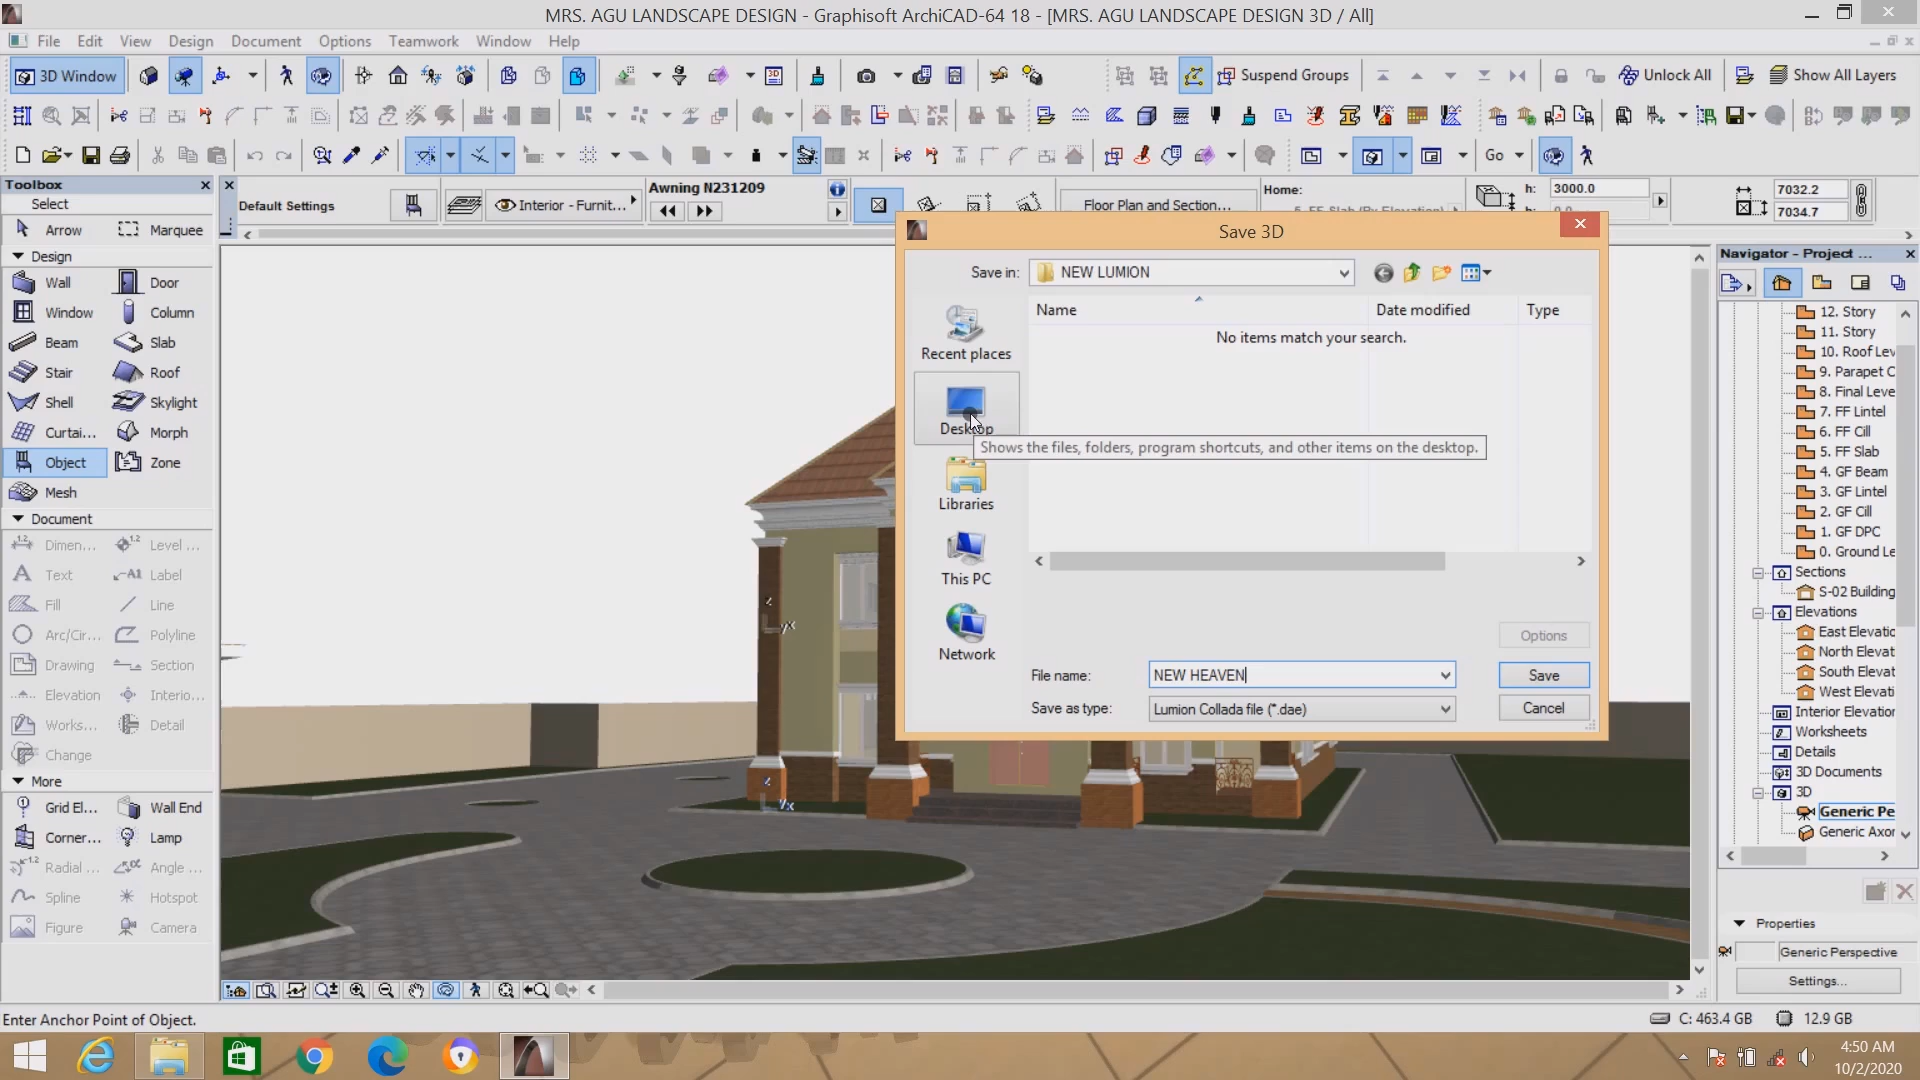 MRS. AGU LANDSCAPE DESIGN - Graphisoft ArchiCAD-64 18 - [MRS. AGU LANDSCAPE DESIGN 3D / All]
File Edit View Design Document Options Teamwork Window Help
3D Window
Suspend Groups
Unlock All
Show All Layers
Go
Toolbox
Select
Arrow
Marquee
Design
Wall
Door
Window
Column
Beam
Slab
Stair
Roof
Shell
Skylight
Curtai...
Morph
Object
Zone
Mesh
Document
Dimen...
Level ...
Text
Label
Fill
Line
Arc/Cir...
Polyline
Drawing
Section
Elevation
Interio...
Works...
Detail
Change
More
Grid El...
Wall End
Corner...
Lamp
Radial ...
Angle ...
Spline
Hotspot
Figure
Camera
Default Settings
Interior - Furnit...
Awning N231209
Floor Plan and Section...
Home:
h:
3000.0
7032.2
7034.7
Save 3D
Save in:
NEW LUMION
Name
Date modified
Type
No items match your search.
Recent places
Desktop
Shows the files, folders, program shortcuts, and other items on the desktop.
Libraries
This PC
Network
Options
File name:
NEW HEAVEN
Save
Save as type:
Lumion Collada file (*.dae)
Cancel
Navigator - Project ...
12. Story
11. Story
10. Roof Lev
9. Parapet C
8. Final Leve
7. FF Lintel
6. FF Cill
5. FF Slab
4. GF Beam
3. GF Lintel
2. GF Cill
1. GF DPC
0. Ground Le
Sections
S-02 Building
Elevations
East Elevatio
North Elevat
South Elevat
West Elevati
Interior Elevation
Worksheets
Details
3D Documents
3D
Generic Pe
Generic Axor
Properties
Generic Perspective
Settings...
Enter Anchor Point of Object.
C: 463.4 GB
12.9 GB
4:50 AM
10/2/2020